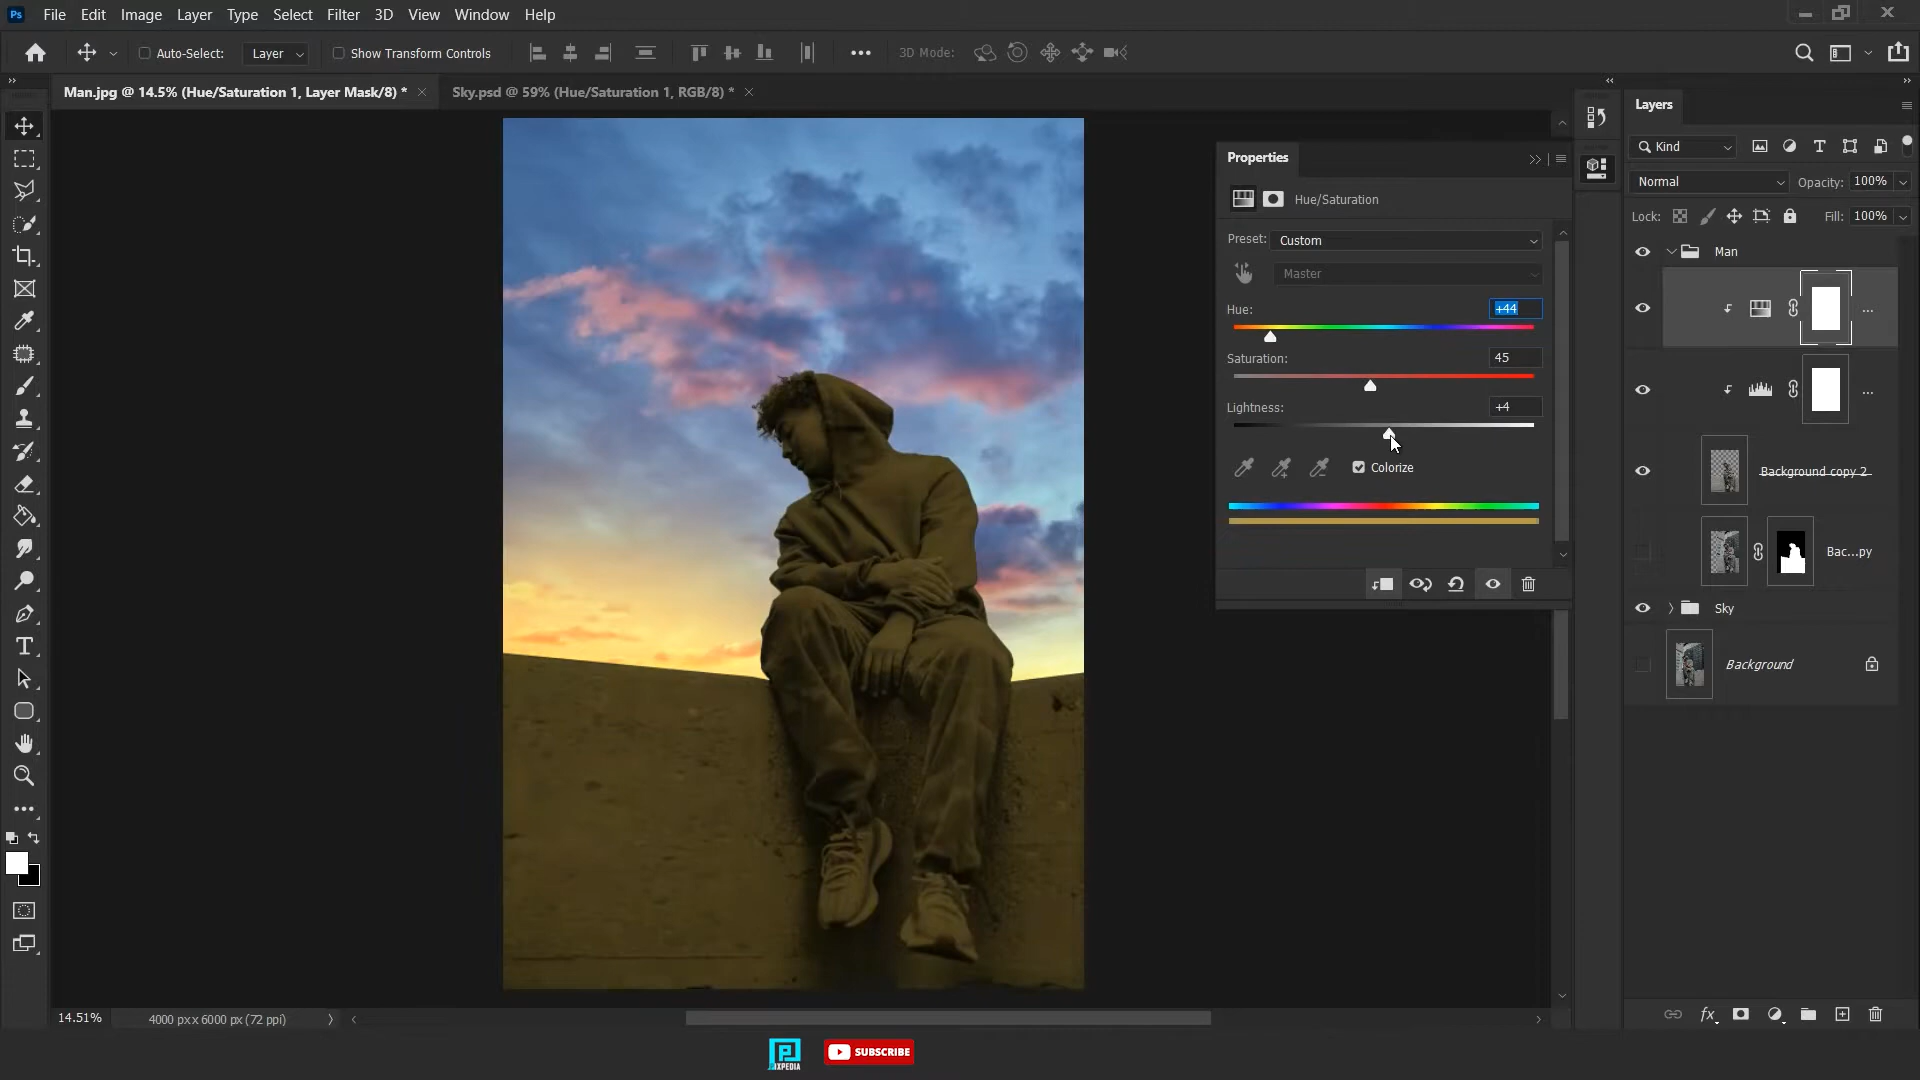 Ps File Edit Image Layer Type Select Filter 3D View Window Help
Auto-Select: Layer Show Transform Controls 3D Mode:
Man.jpg @ 14.5% (Hue/Saturation 1, Layer Mask/8) * Sky.psd @ 59% (Hue/Saturation 1, RGB/8) *
Properties
Hue/Saturation
Preset: Custom
Master
Hue: +44
Saturation: 45
Lightness: +4
Colorize
Layers
Kind
Normal Opacity: 100%
Lock: Fill: 100%
Man
...
...
Background copy 2
Bac...py
Sky
Background
T
14.51% 4000 px x 6000 px (72 ppi)
fx
PIXPEDIA SUBSCRIBE